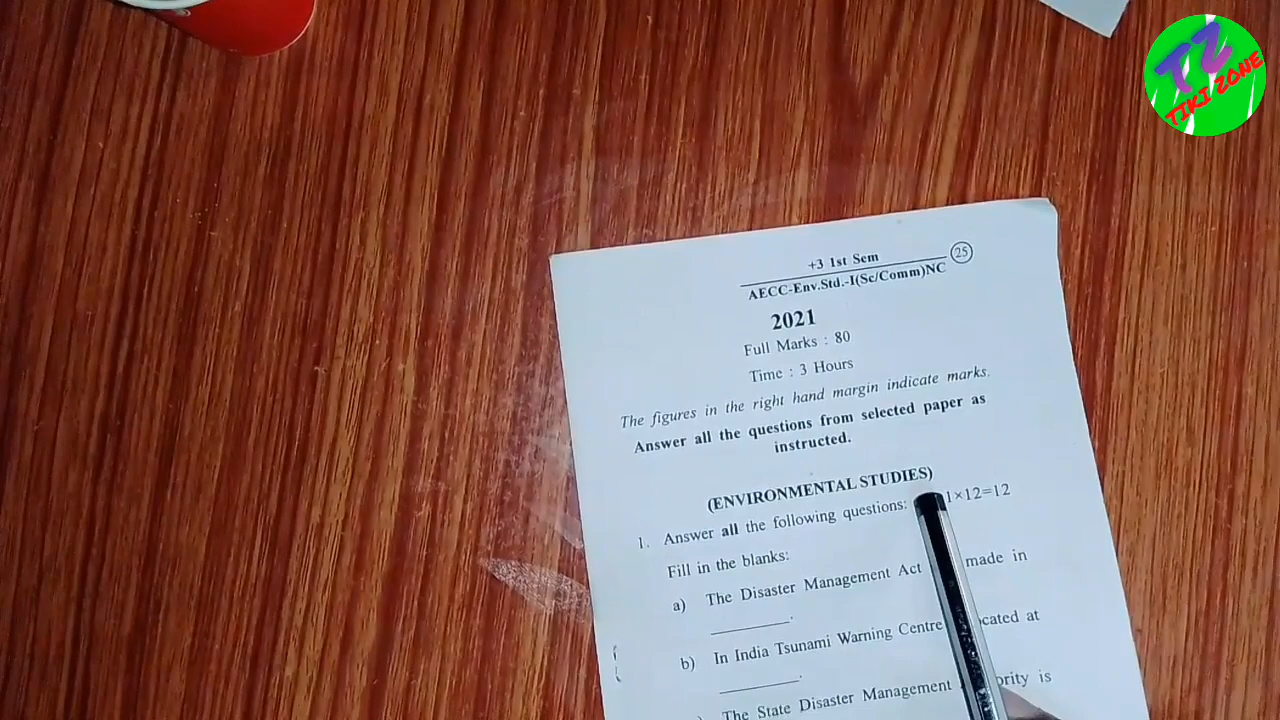 TZ
TIKI ZONE
+3 1st Sem
25
AECC-Env.Std.-I(Sc/Comm)NC
2021
Full Marks : 80
Time : 3 Hours
The figures in the right hand margin indicate marks.
Answer all the questions from selected paper as
instructed.
(ENVIRONMENTAL STUDIES)
1. Answer all the following questions: 1×12=12
Fill in the blanks:
a) The Disaster Management Act made in
__________.
b) In India Tsunami Warning Centre at
__________.
The State Disaster Management is